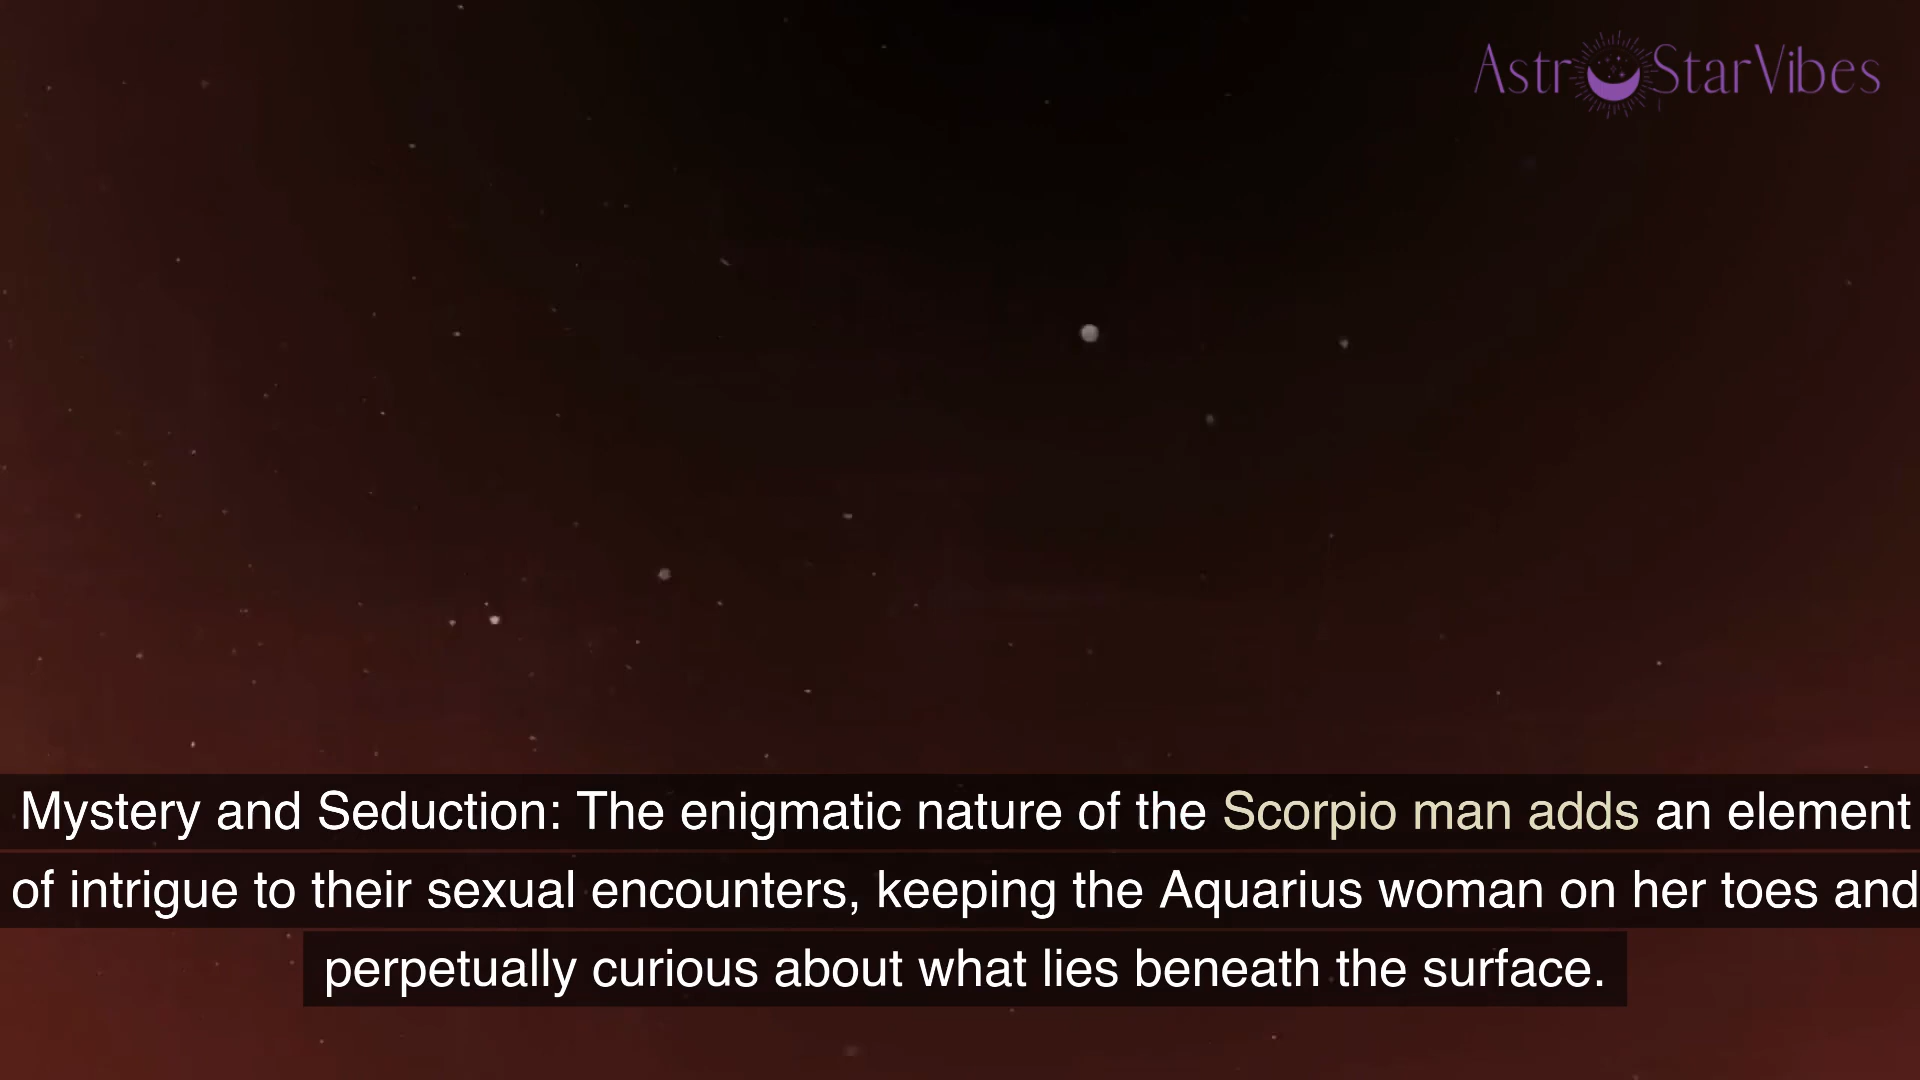 AstroStarVibes
Mystery and Seduction: The enigmatic nature of the Scorpio man adds an element
of intrigue to their sexual encounters, keeping the Aquarius woman on her toes and
perpetually curious about what lies beneath the surface.